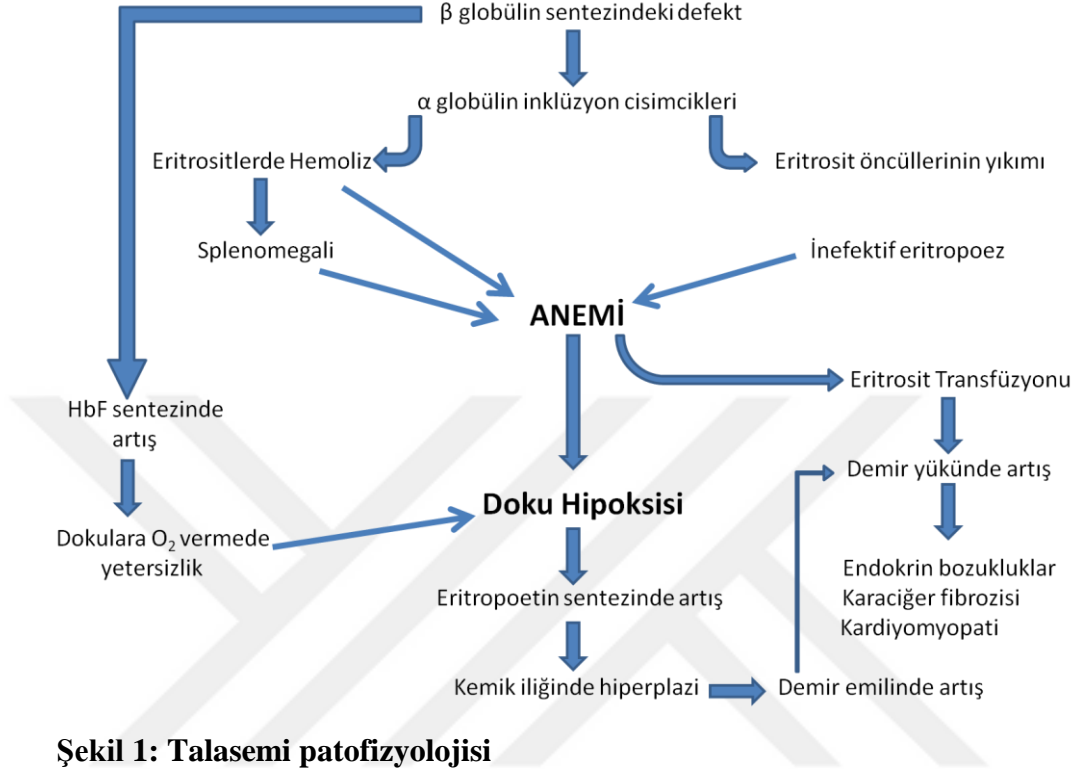 β globülin sentezindeki defekt
α globülin inklüzyon cisimcikleri
Eritrositlerde Hemoliz
Eritrosit öncüllerinin yıkımı
Splenomegali
İnefektif eritropoez
ANEMİ
Eritrosit Transfüzyonu
HbF sentezinde
artış
Demir yükünde artış
Doku Hipoksisi
Dokulara O₂ vermede
yetersizlik
Endokrin bozukluklar
Karaciğer fibrozisi
Kardiyomyopati
Eritropoetin sentezinde artış
Kemik iliğinde hiperplazi
Demir emilinde artış
Şekil 1: Talasemi patofizyolojisi